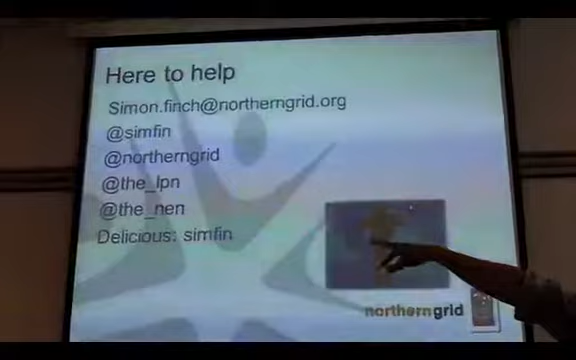 Here to help
Simon.finch@northerngrid.org
@simfin
@northerngrid
@the_lpn
@the_nen
Delicious: simfin
northerngrid